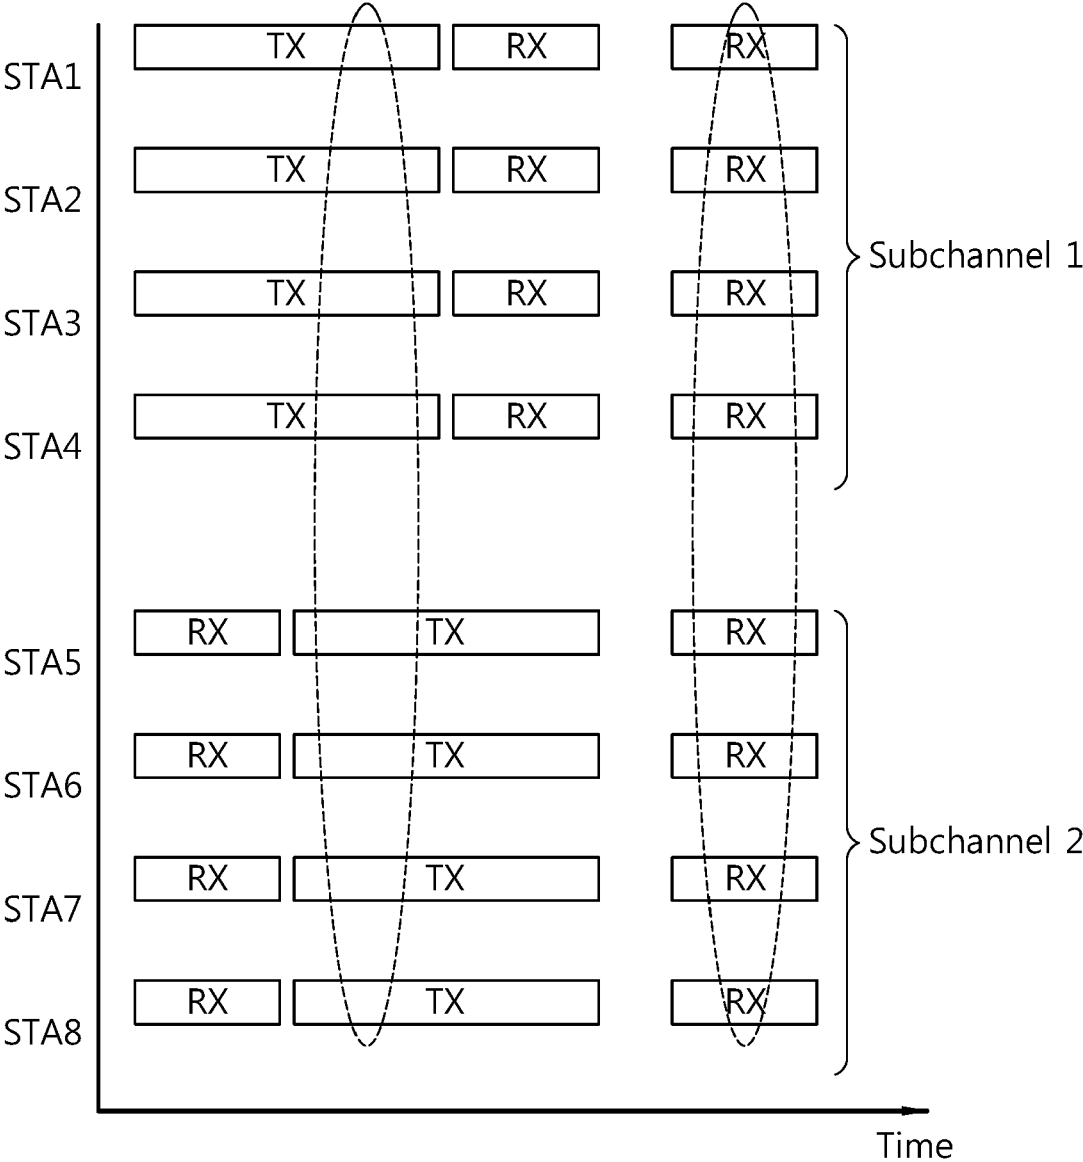 TX RX RX
STA1
TX RX RX
STA2
Subchannel 1
TX RX RX
STA3
TX RX RX
STA4
RX TX RX
STA5
RX TX RX
STA6
Subchannel 2
RX TX RX
STA7
RX TX RX
STA8
Time